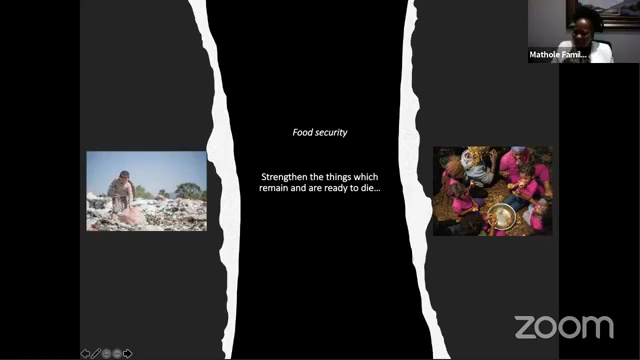 Mathole Famil...
Food security
Strengthen the things which
remain and are ready to die...
zoom